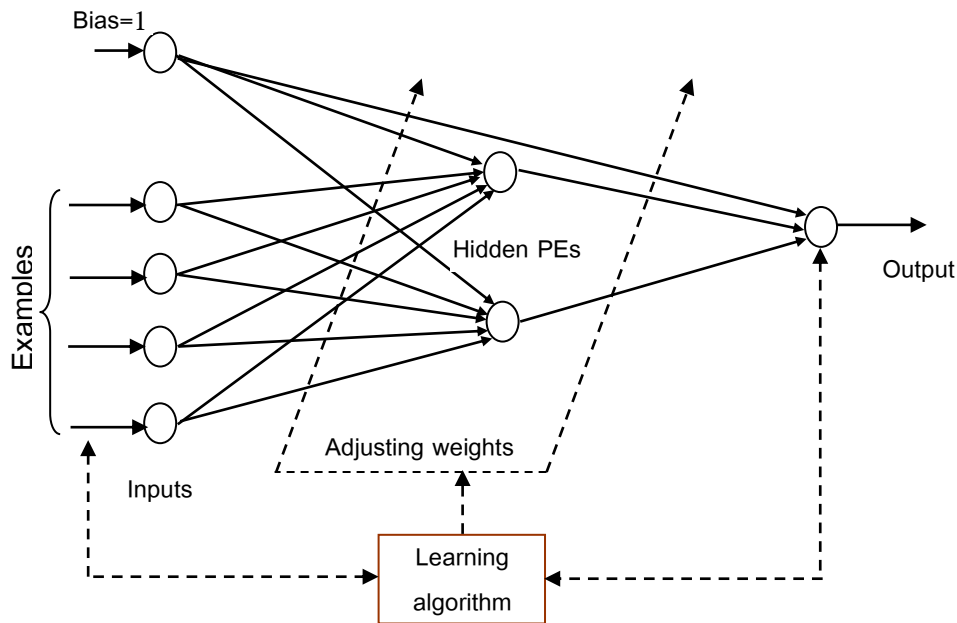 Bias=1
Hidden PEs
Output
Examples
Adjusting weights
Inputs
Learning
algorithm